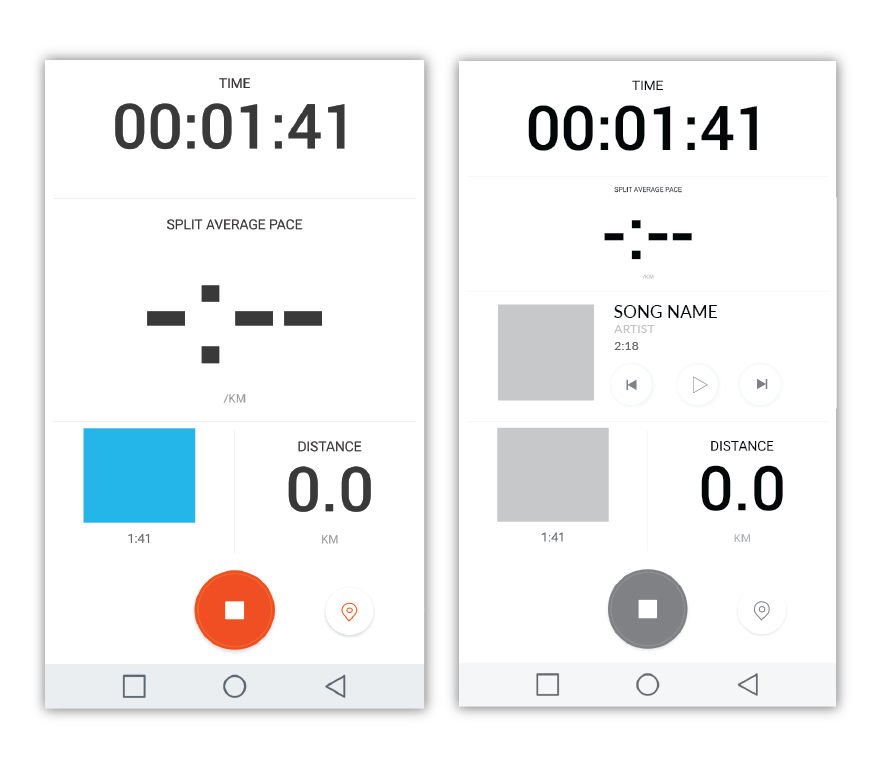 TIME
00:01:41
SPLIT AVERAGE PACE
-:--
/KM
1:41
DISTANCE
0.0
KM
TIME
00:01:41
SPLIT AVERAGE PACE
-:--
/KM
SONG NAME
ARTIST
2:18
1:41
DISTANCE
0.0
KM